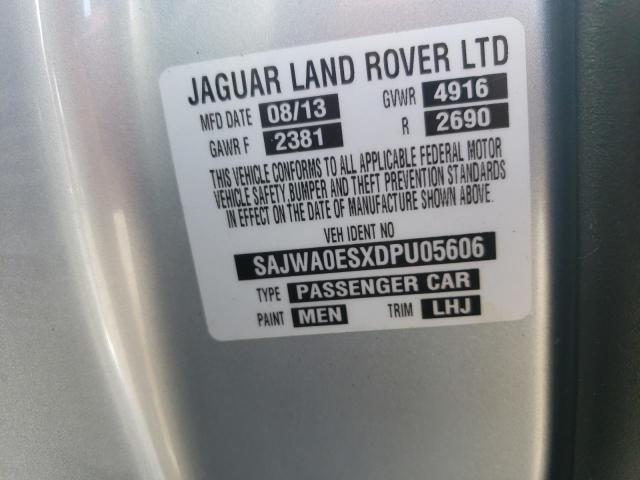 JAGUAR LAND ROVER LTD
MFD DATE 08/13 GVWR 4916
GAWR F 2381 R 2690
THIS VEHICLE CONFORMS TO ALL APPLICABLE FEDERAL MOTOR
VEHICLE SAFETY,BUMPER AND THEFT PREVENTION STANDARDS
IN EFFECT ON THE DATE OF MANUFACTURE SHOWN ABOVE.
VEH IDENT NO
SAJWA0ESXDPU05606
TYPE PASSENGER CAR
PAINT MEN TRIM LHJ